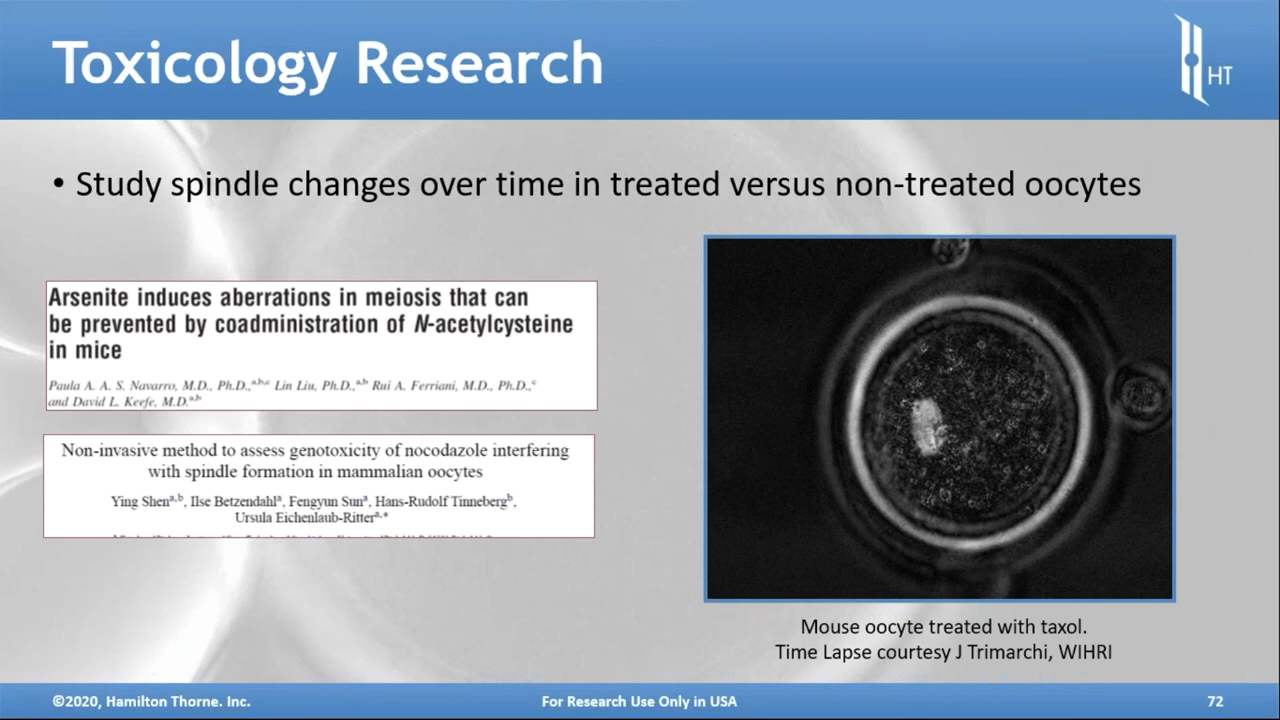 Toxicology Research
HT
• Study spindle changes over time in treated versus non-treated oocytes
Arsenite induces aberrations in meiosis that can
be prevented by coadministration of N-acetylcysteine
in mice
Paula A. A. S. Navarro, M.D., Ph.D.,a,b,c Lin Liu, Ph.D.,a,b Rui A. Ferriani, M.D., Ph.D.,c
and David L. Keefe, M.D.a,b
Non-invasive method to assess genotoxicity of nocodazole interfering
with spindle formation in mammalian oocytes
Ying Shena,b, Ilse Betzendahla, Fengyun Suna, Hans-Rudolf Tinnebergb,
Ursula Eichenlaub-Rittera,*
Mouse oocyte treated with taxol.
Time Lapse courtesy J Trimarchi, WIHRI
©2020, Hamilton Thorne. Inc.
For Research Use Only in USA
72